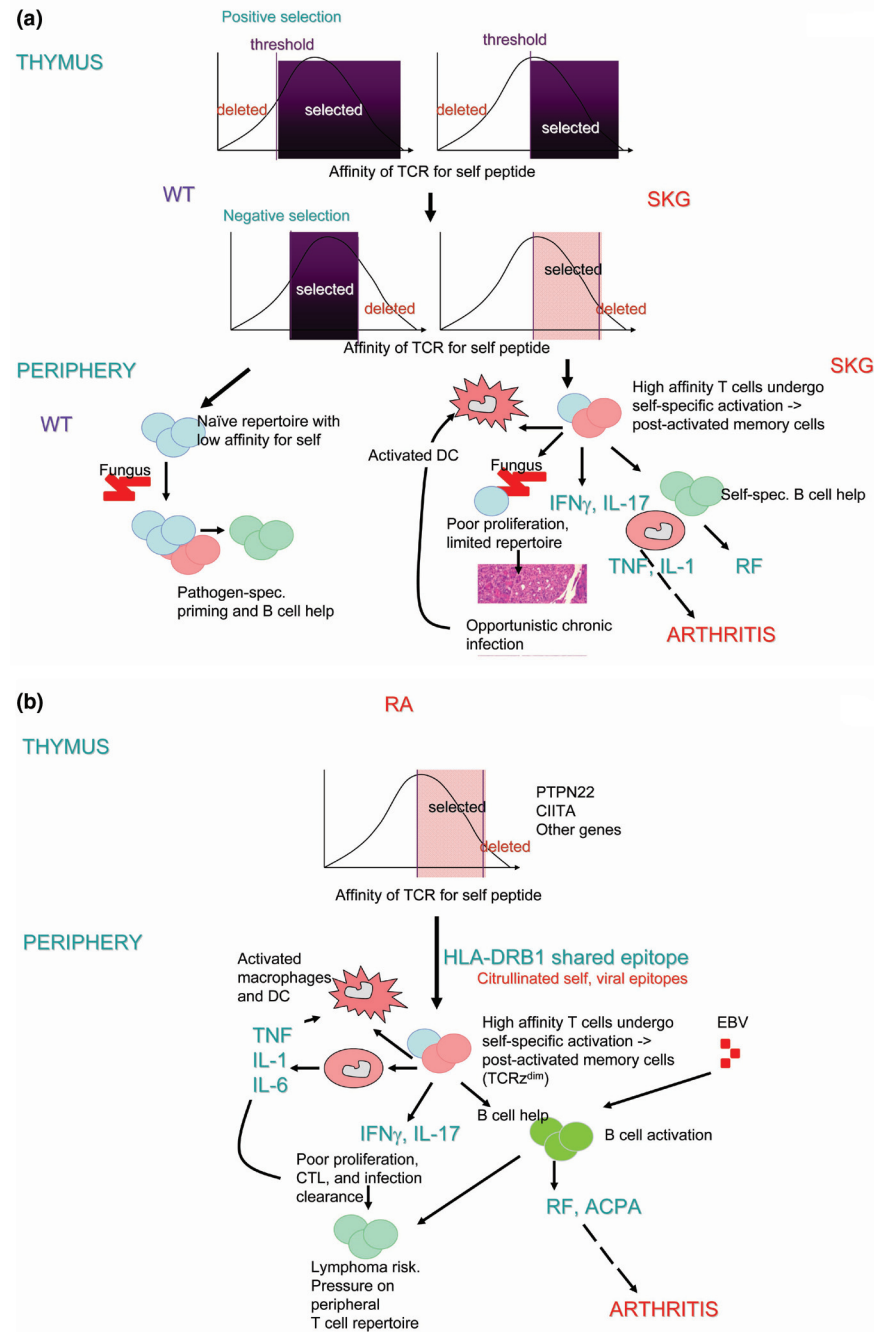 (a)
Positive selection
THYMUS
threshold
threshold
deleted
selected
deleted
selected
Affinity of TCR for self peptide
WT
SKG
Negative selection
selected
deleted
selected
deleted
Affinity of TCR for self peptide
PERIPHERY
SKG
WT
Naïve repertoire with
low affinity for self
Fungus
Pathogen-spec.
priming and B cell help
High affinity T cells undergo
self-specific activation ->
post-activated memory cells
Activated DC
Fungus
Poor proliferation,
limited repertoire
IFNγ, IL-17
Self-spec. B cell help
TNF, IL-1
RF
Opportunistic chronic
infection
ARTHRITIS
(b)
RA
THYMUS
selected
deleted
PTPN22
CIITA
Other genes
Affinity of TCR for self peptide
PERIPHERY
HLA-DRB1 shared epitope
Citrullinated self, viral epitopes
Activated
macrophages
and DC
TNF
IL-1
IL-6
High affinity T cells undergo
self-specific activation ->
post-activated memory cells
(TCRzdim)
EBV
B cell help
B cell activation
IFNγ, IL-17
Poor proliferation,
CTL, and infection
clearance
RF, ACPA
Lymphoma risk.
Pressure on
peripheral
T cell repertoire
ARTHRITIS